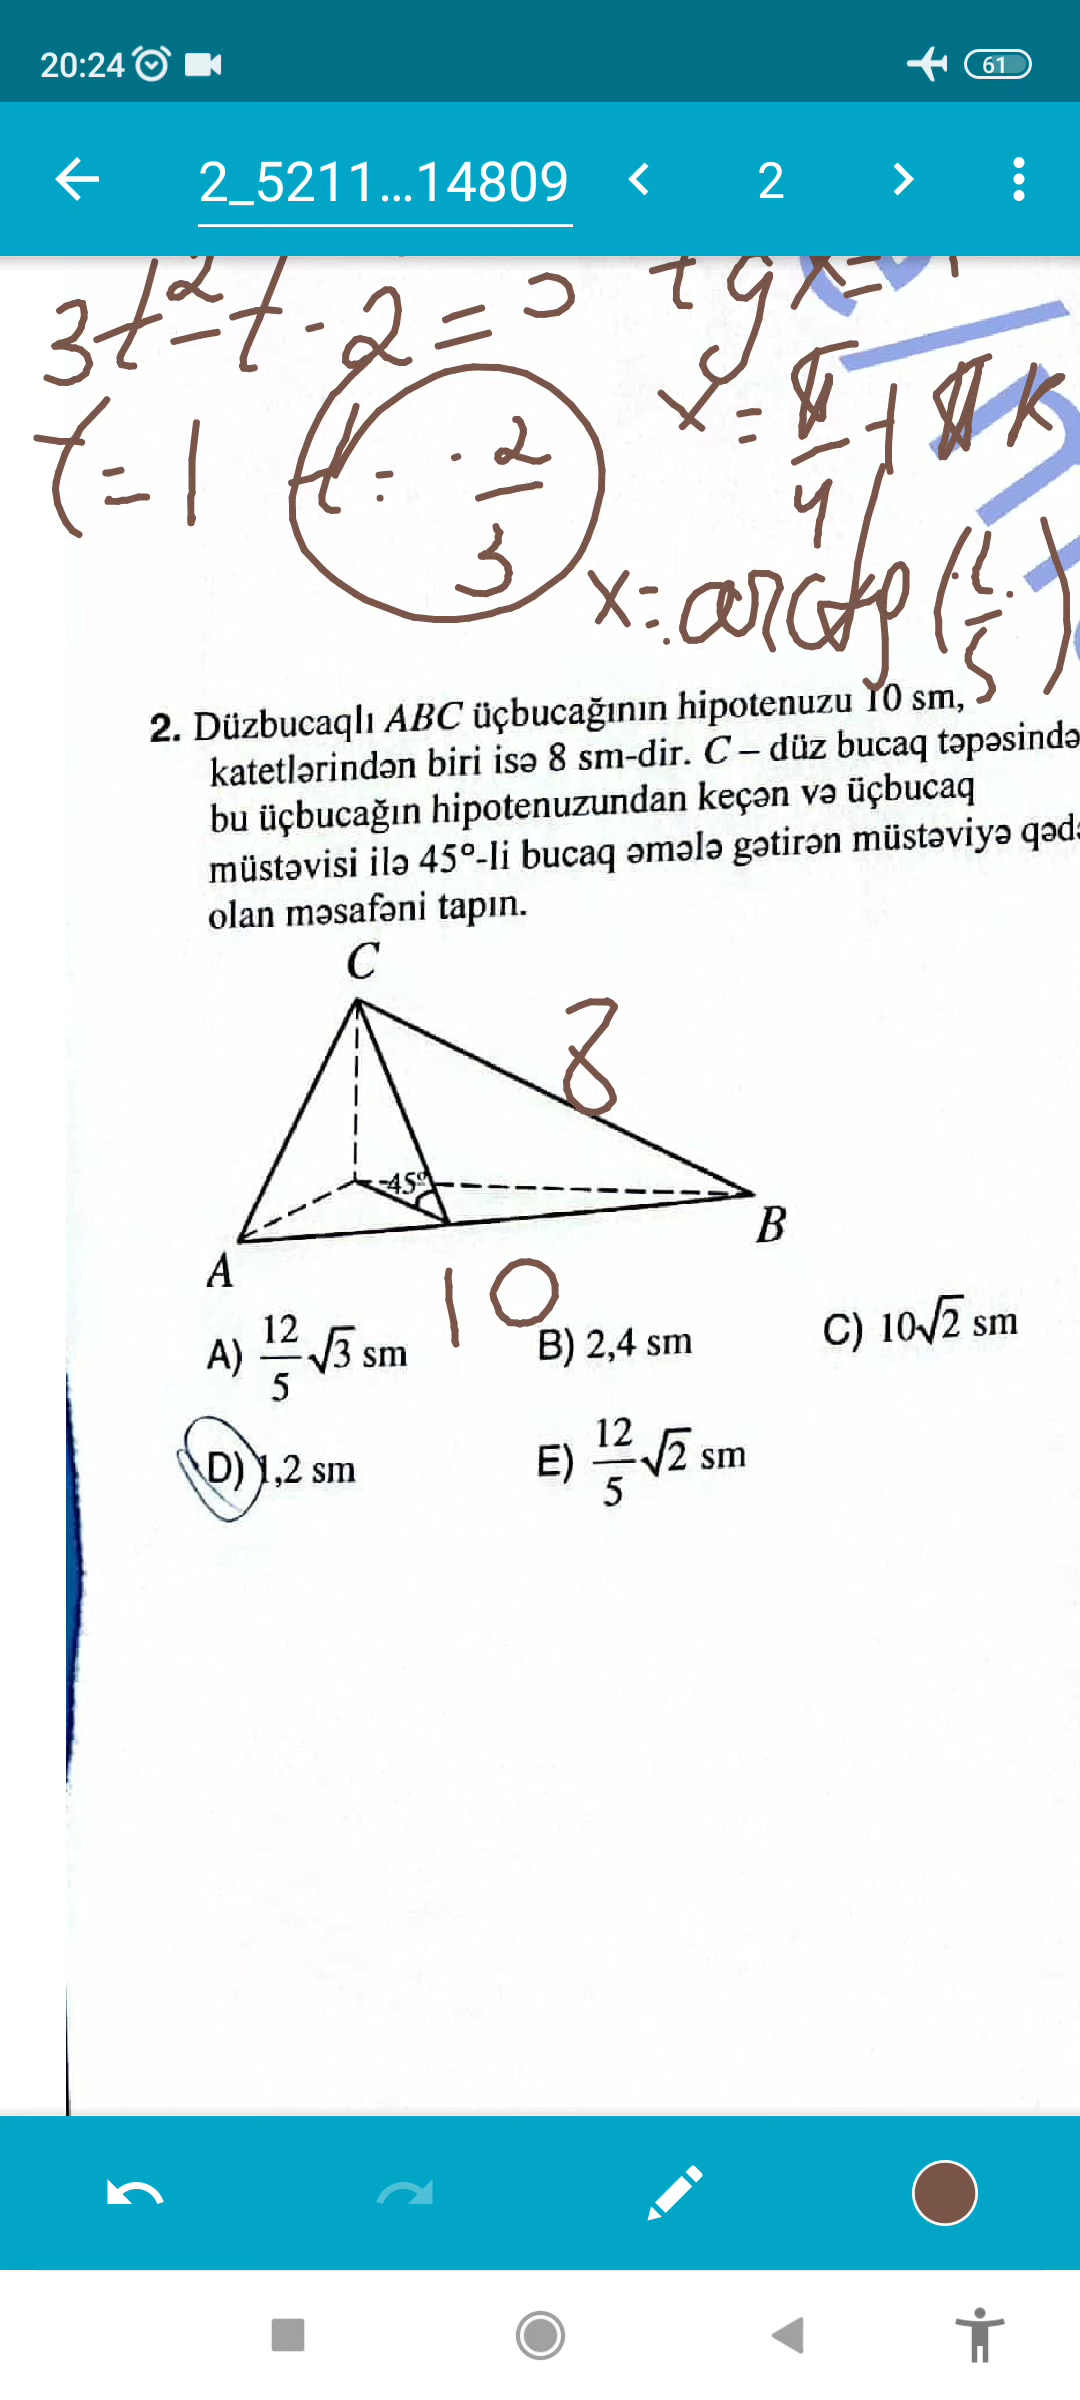 20:24 61
2_5211...14809 2
3t²-t-2=0 tgx=1
t=1 t=-2/3 x=π/4+πk
2. Düzbucaqlı ABC üçbucağının hipotenuzu 10 sm,
katetlərindən biri isə 8 sm-dir. C – düz bucaq təpəsində
bu üçbucağın hipotenuzundan keçən və üçbucaq
müstəvisi ilə 45°-li bucaq əmələ gətirən müstəviyə
olan məsafəni tapın.
C
8
45°
B
A
10
A) 12/5 √3 sm B) 2,4 sm C) 10√2 sm
D) 1,2 sm E) 12/5 √2 sm